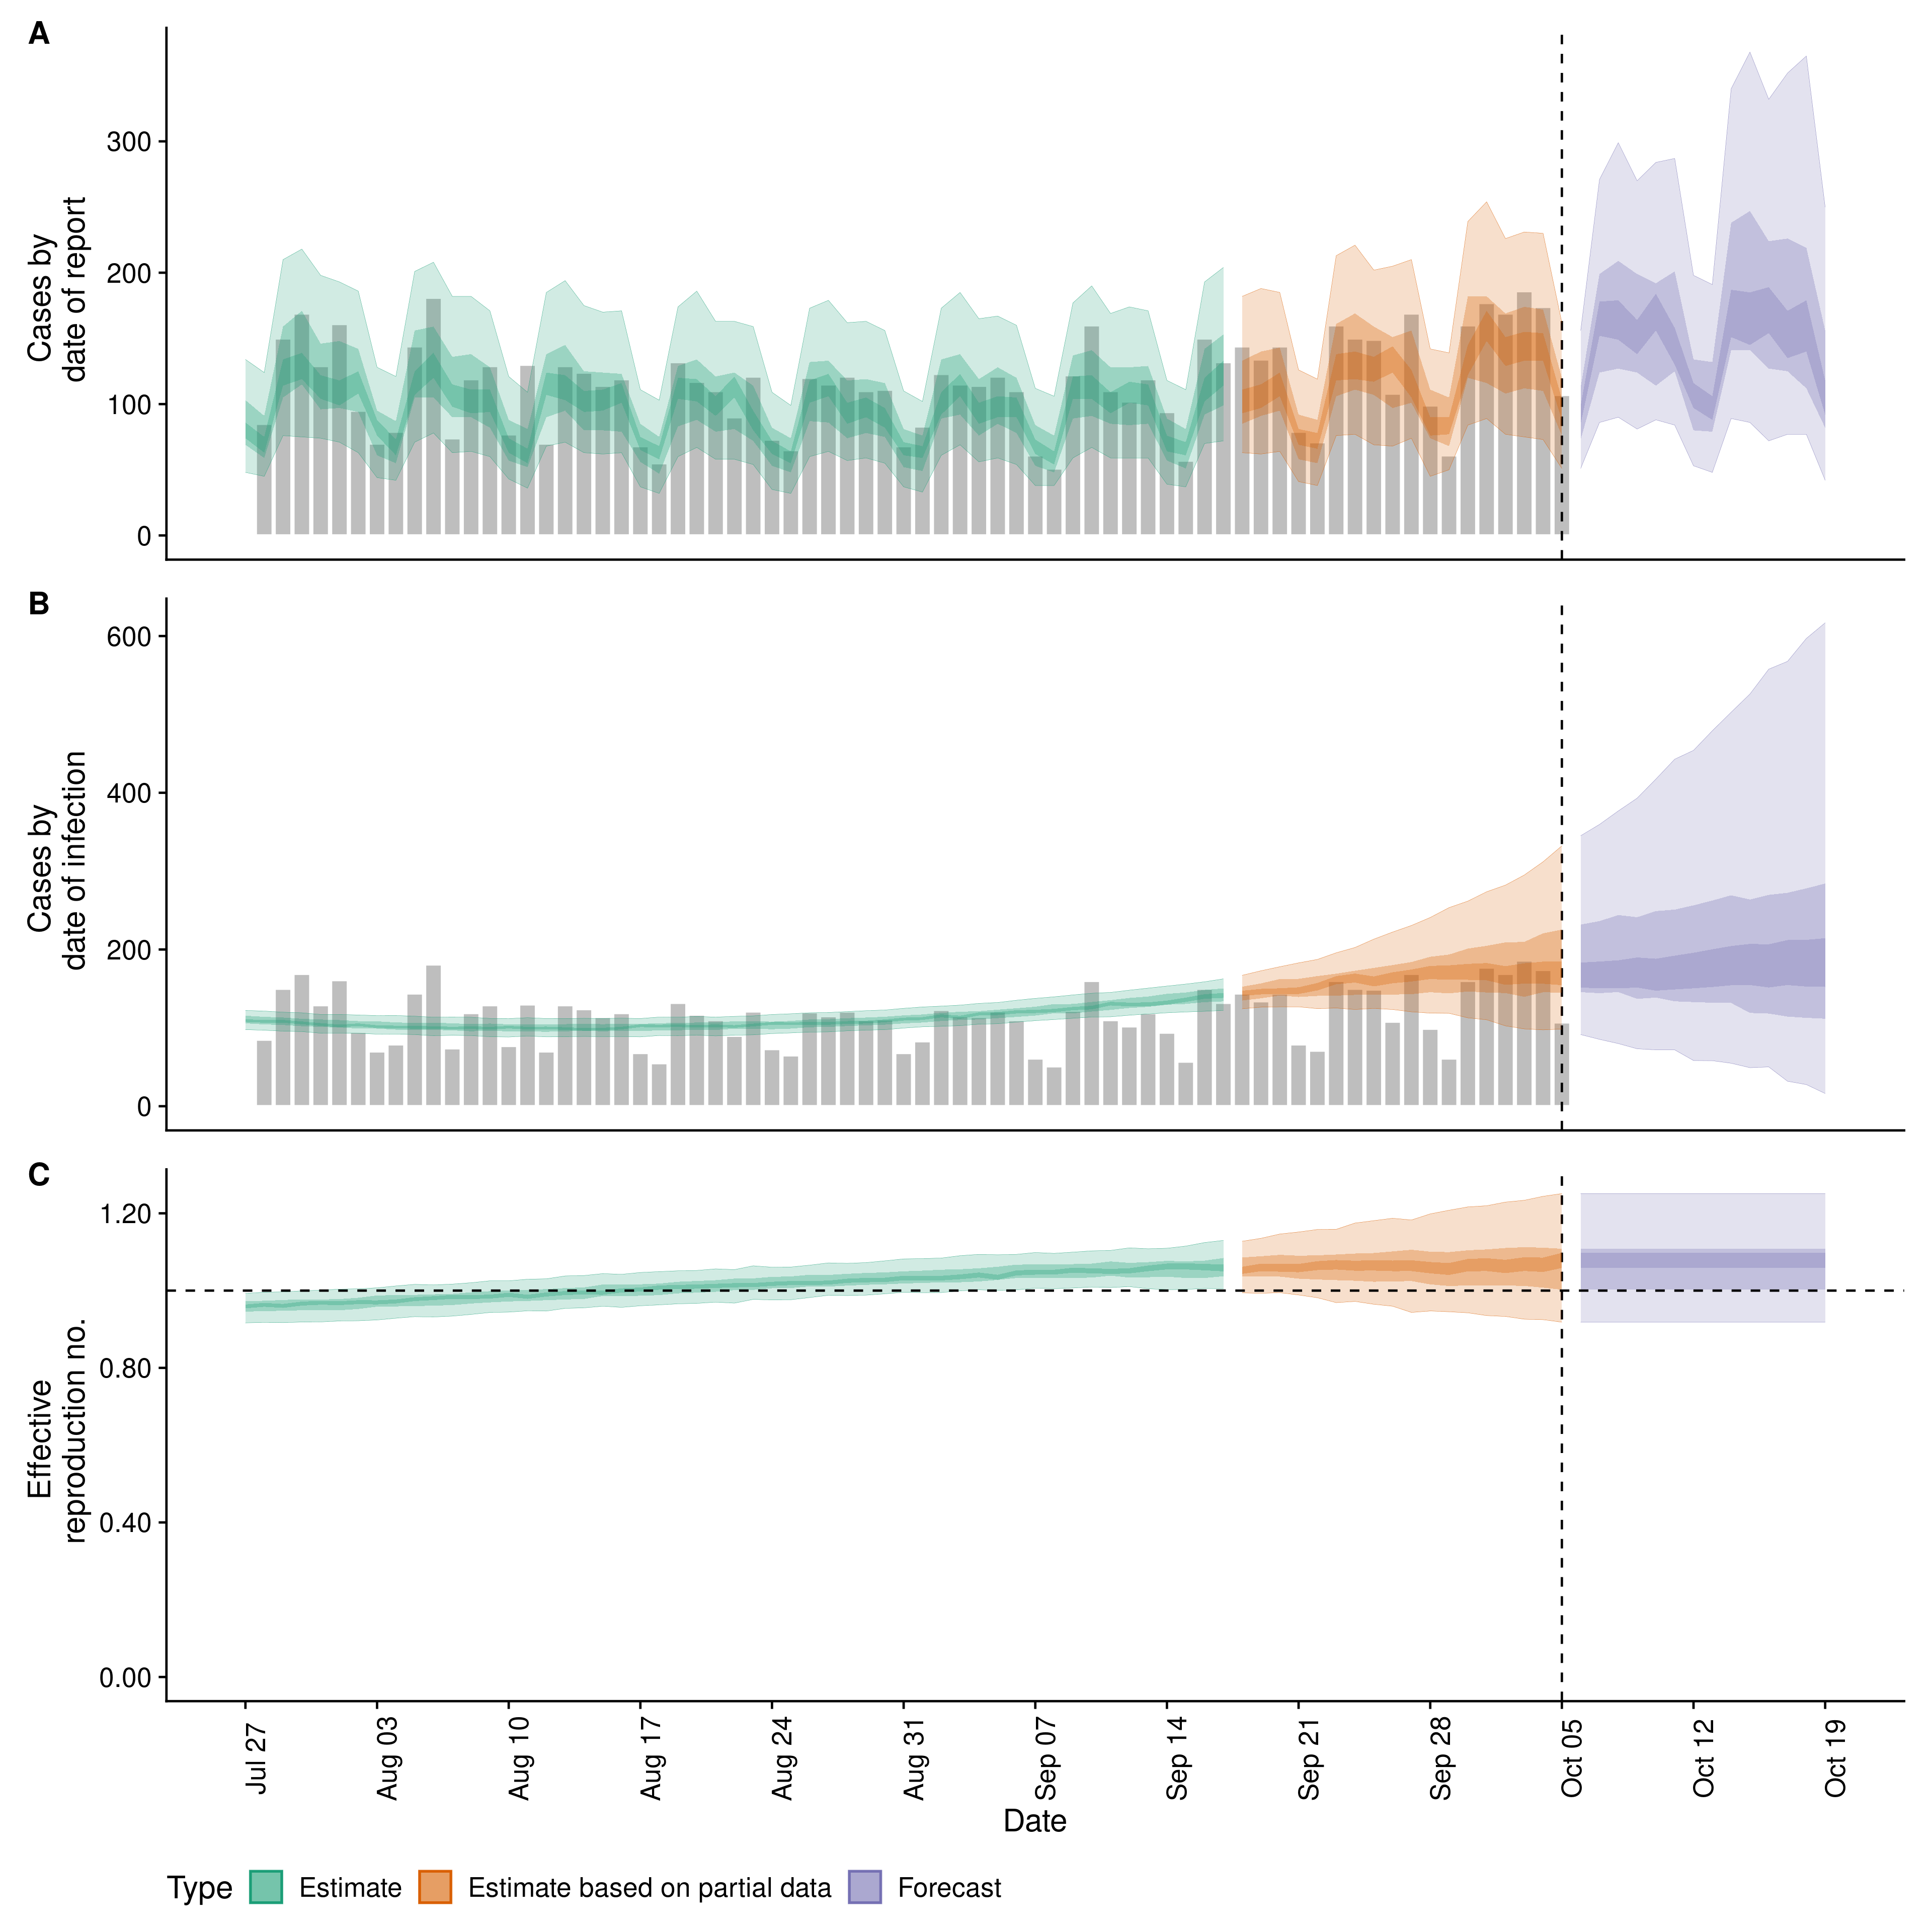 A
Cases by
date of report
300
200
100
0
B
Cases by
date of infection
600
400
200
0
C
Effective
reproduction no.
1.20
0.80
0.40
0.00
Jul 27
Aug 03
Aug 10
Aug 17
Aug 24
Aug 31
Sep 07
Sep 14
Sep 21
Sep 28
Oct 05
Oct 12
Oct 19
Date
Type Estimate Estimate based on partial data Forecast